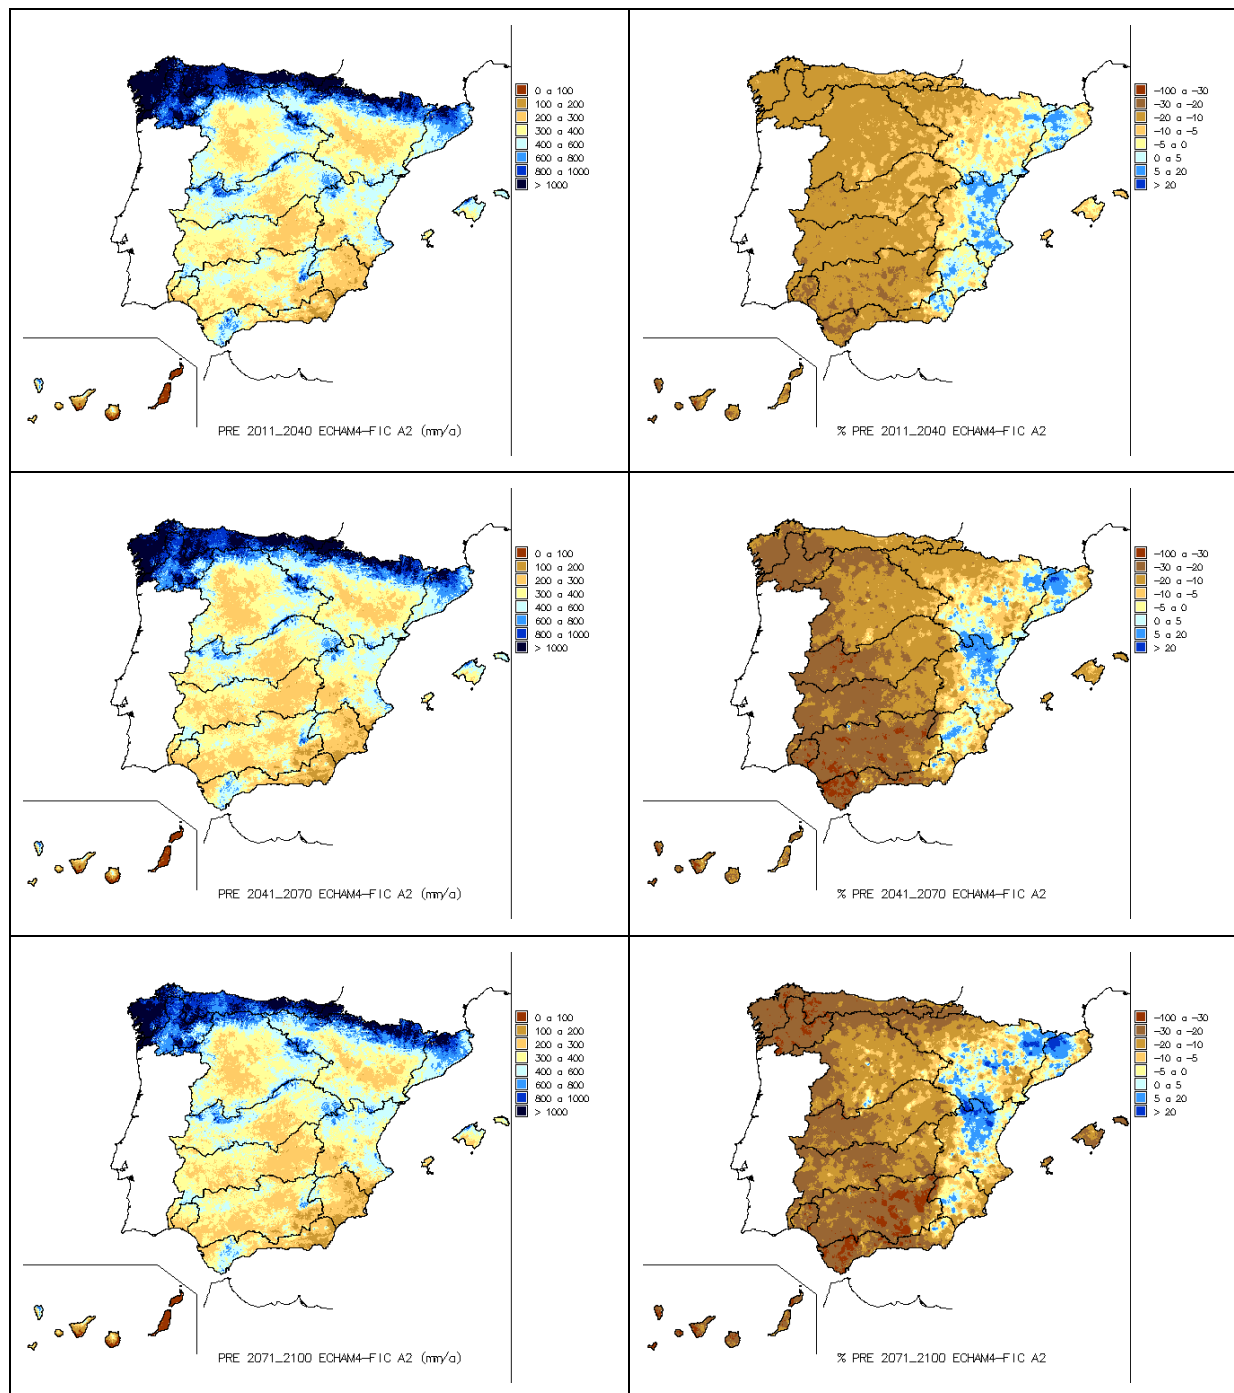 0 a 100
100 a 200
200 a 300
300 a 400
400 a 600
600 a 800
800 a 1000
> 1000
PRE 2011_2040 ECHAM4-FIC A2 (mm/a)
-100 a -30
-30 a -20
-20 a -10
-10 a -5
-5 a 0
0 a 5
5 a 20
> 20
% PRE 2011_2040 ECHAM4-FIC A2
0 a 100
100 a 200
200 a 300
300 a 400
400 a 600
600 a 800
800 a 1000
> 1000
PRE 2041_2070 ECHAM4-FIC A2 (mm/a)
-100 a -30
-30 a -20
-20 a -10
-10 a -5
-5 a 0
0 a 5
5 a 20
> 20
% PRE 2041_2070 ECHAM4-FIC A2
0 a 100
100 a 200
200 a 300
300 a 400
400 a 600
600 a 800
800 a 1000
> 1000
PRE 2071_2100 ECHAM4-FIC A2 (mm/a)
-100 a -30
-30 a -20
-20 a -10
-10 a -5
-5 a 0
0 a 5
5 a 20
> 20
% PRE 2071_2100 ECHAM4-FIC A2